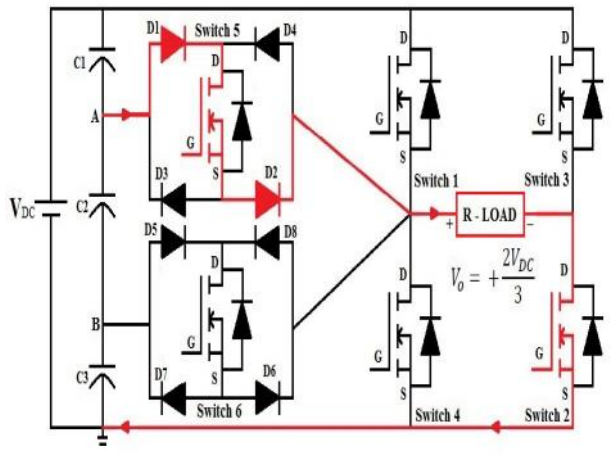 D1
Switch 5
D4
D
D
D
C1
A
G
G
G
S
S
S
D3
D2
Switch 1
Switch 3
VDC
C2
D5
D8
+ R - LOAD −
D
Vo = + 2VDC/3
D
D
B
G
G
G
S
S
S
C3
D7
D6
Switch 6
Switch 4
Switch 2